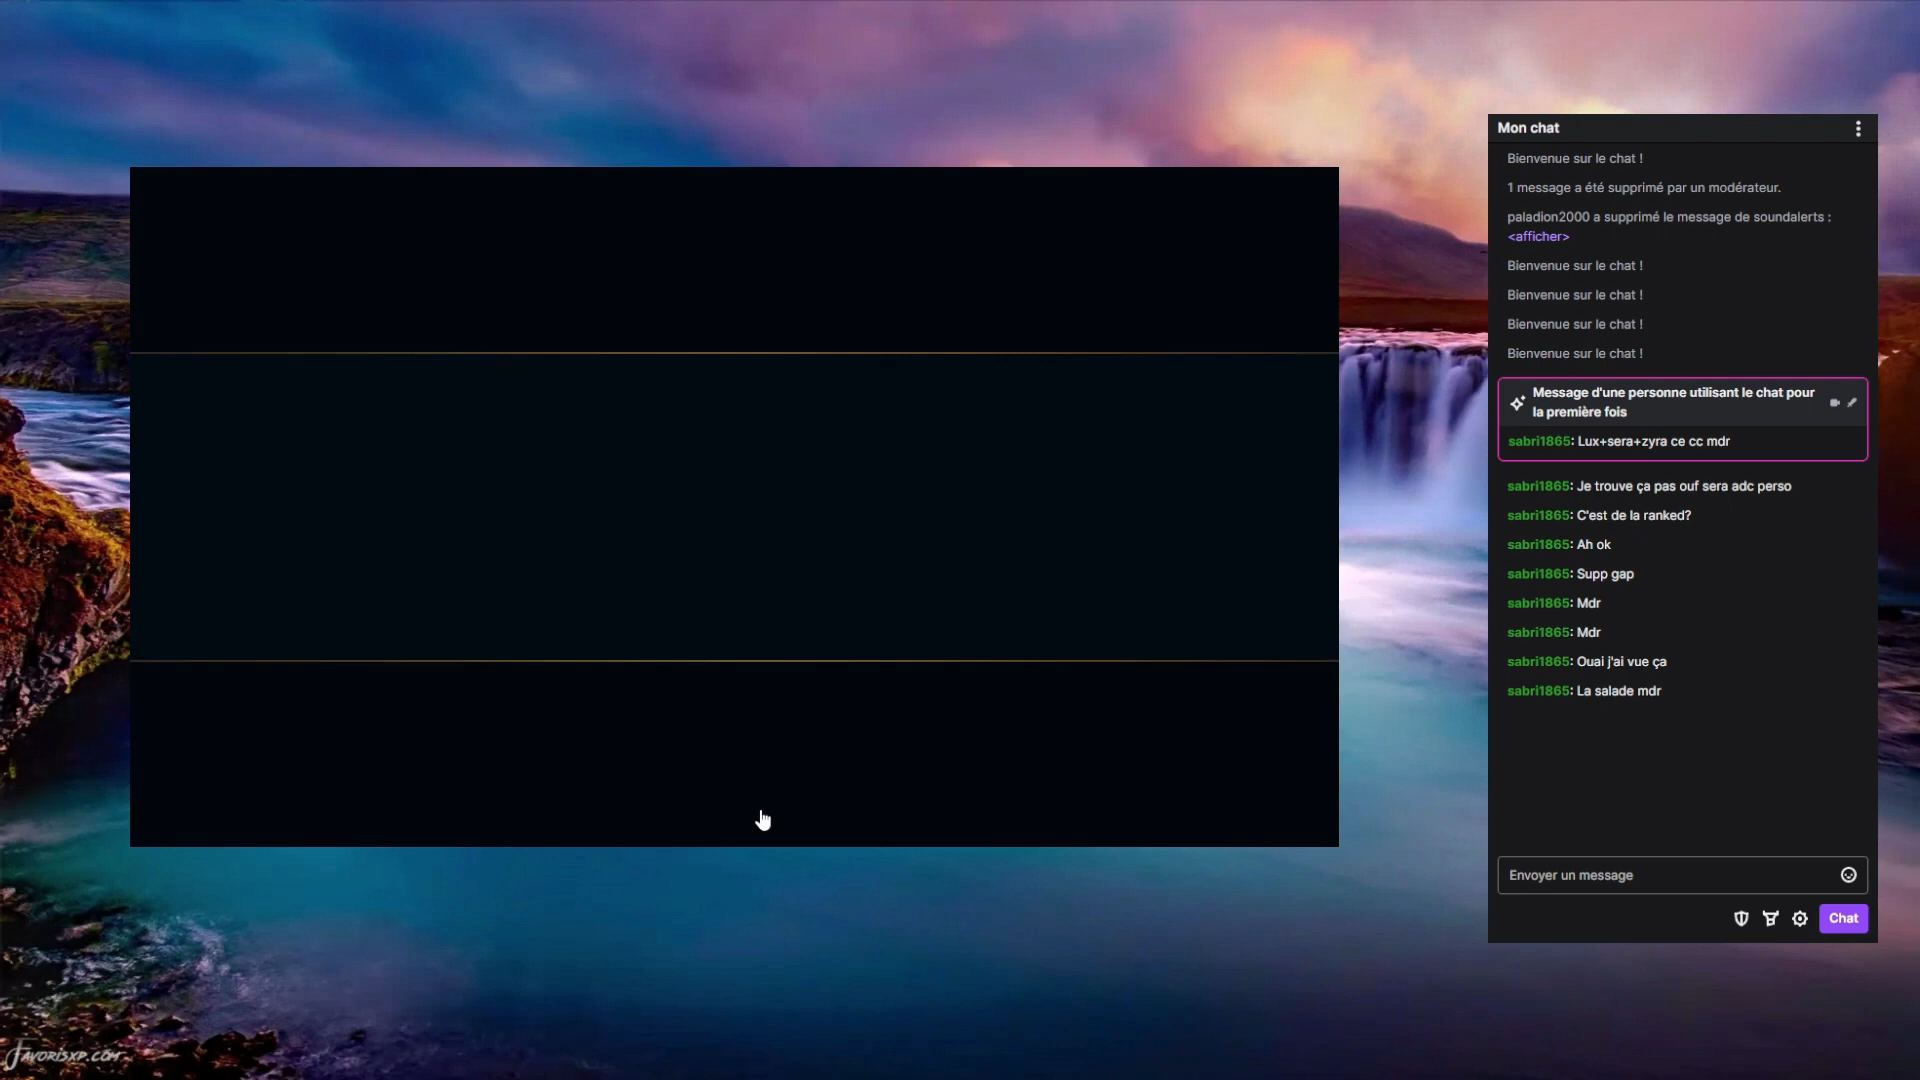 Mon chat
Bienvenue sur le chat !
1 message a été supprimé par un modérateur.
paladion2000 a supprimé le message de soundalerts :
<afficher>
Bienvenue sur le chat !
Bienvenue sur le chat !
Bienvenue sur le chat !
Bienvenue sur le chat !
Message d'une personne utilisant le chat pour
la première fois
sabri1865: Lux+sera+zyra ce cc mdr
sabri1865: Je trouve ça pas ouf sera adc perso
sabri1865: C'est de la ranked?
sabri1865: Ah ok
sabri1865: Supp gap
sabri1865: Mdr
sabri1865: Mdr
sabri1865: Ouai j'ai vue ça
sabri1865: La salade mdr
Envoyer un message
Chat
FAVORISXP.COM